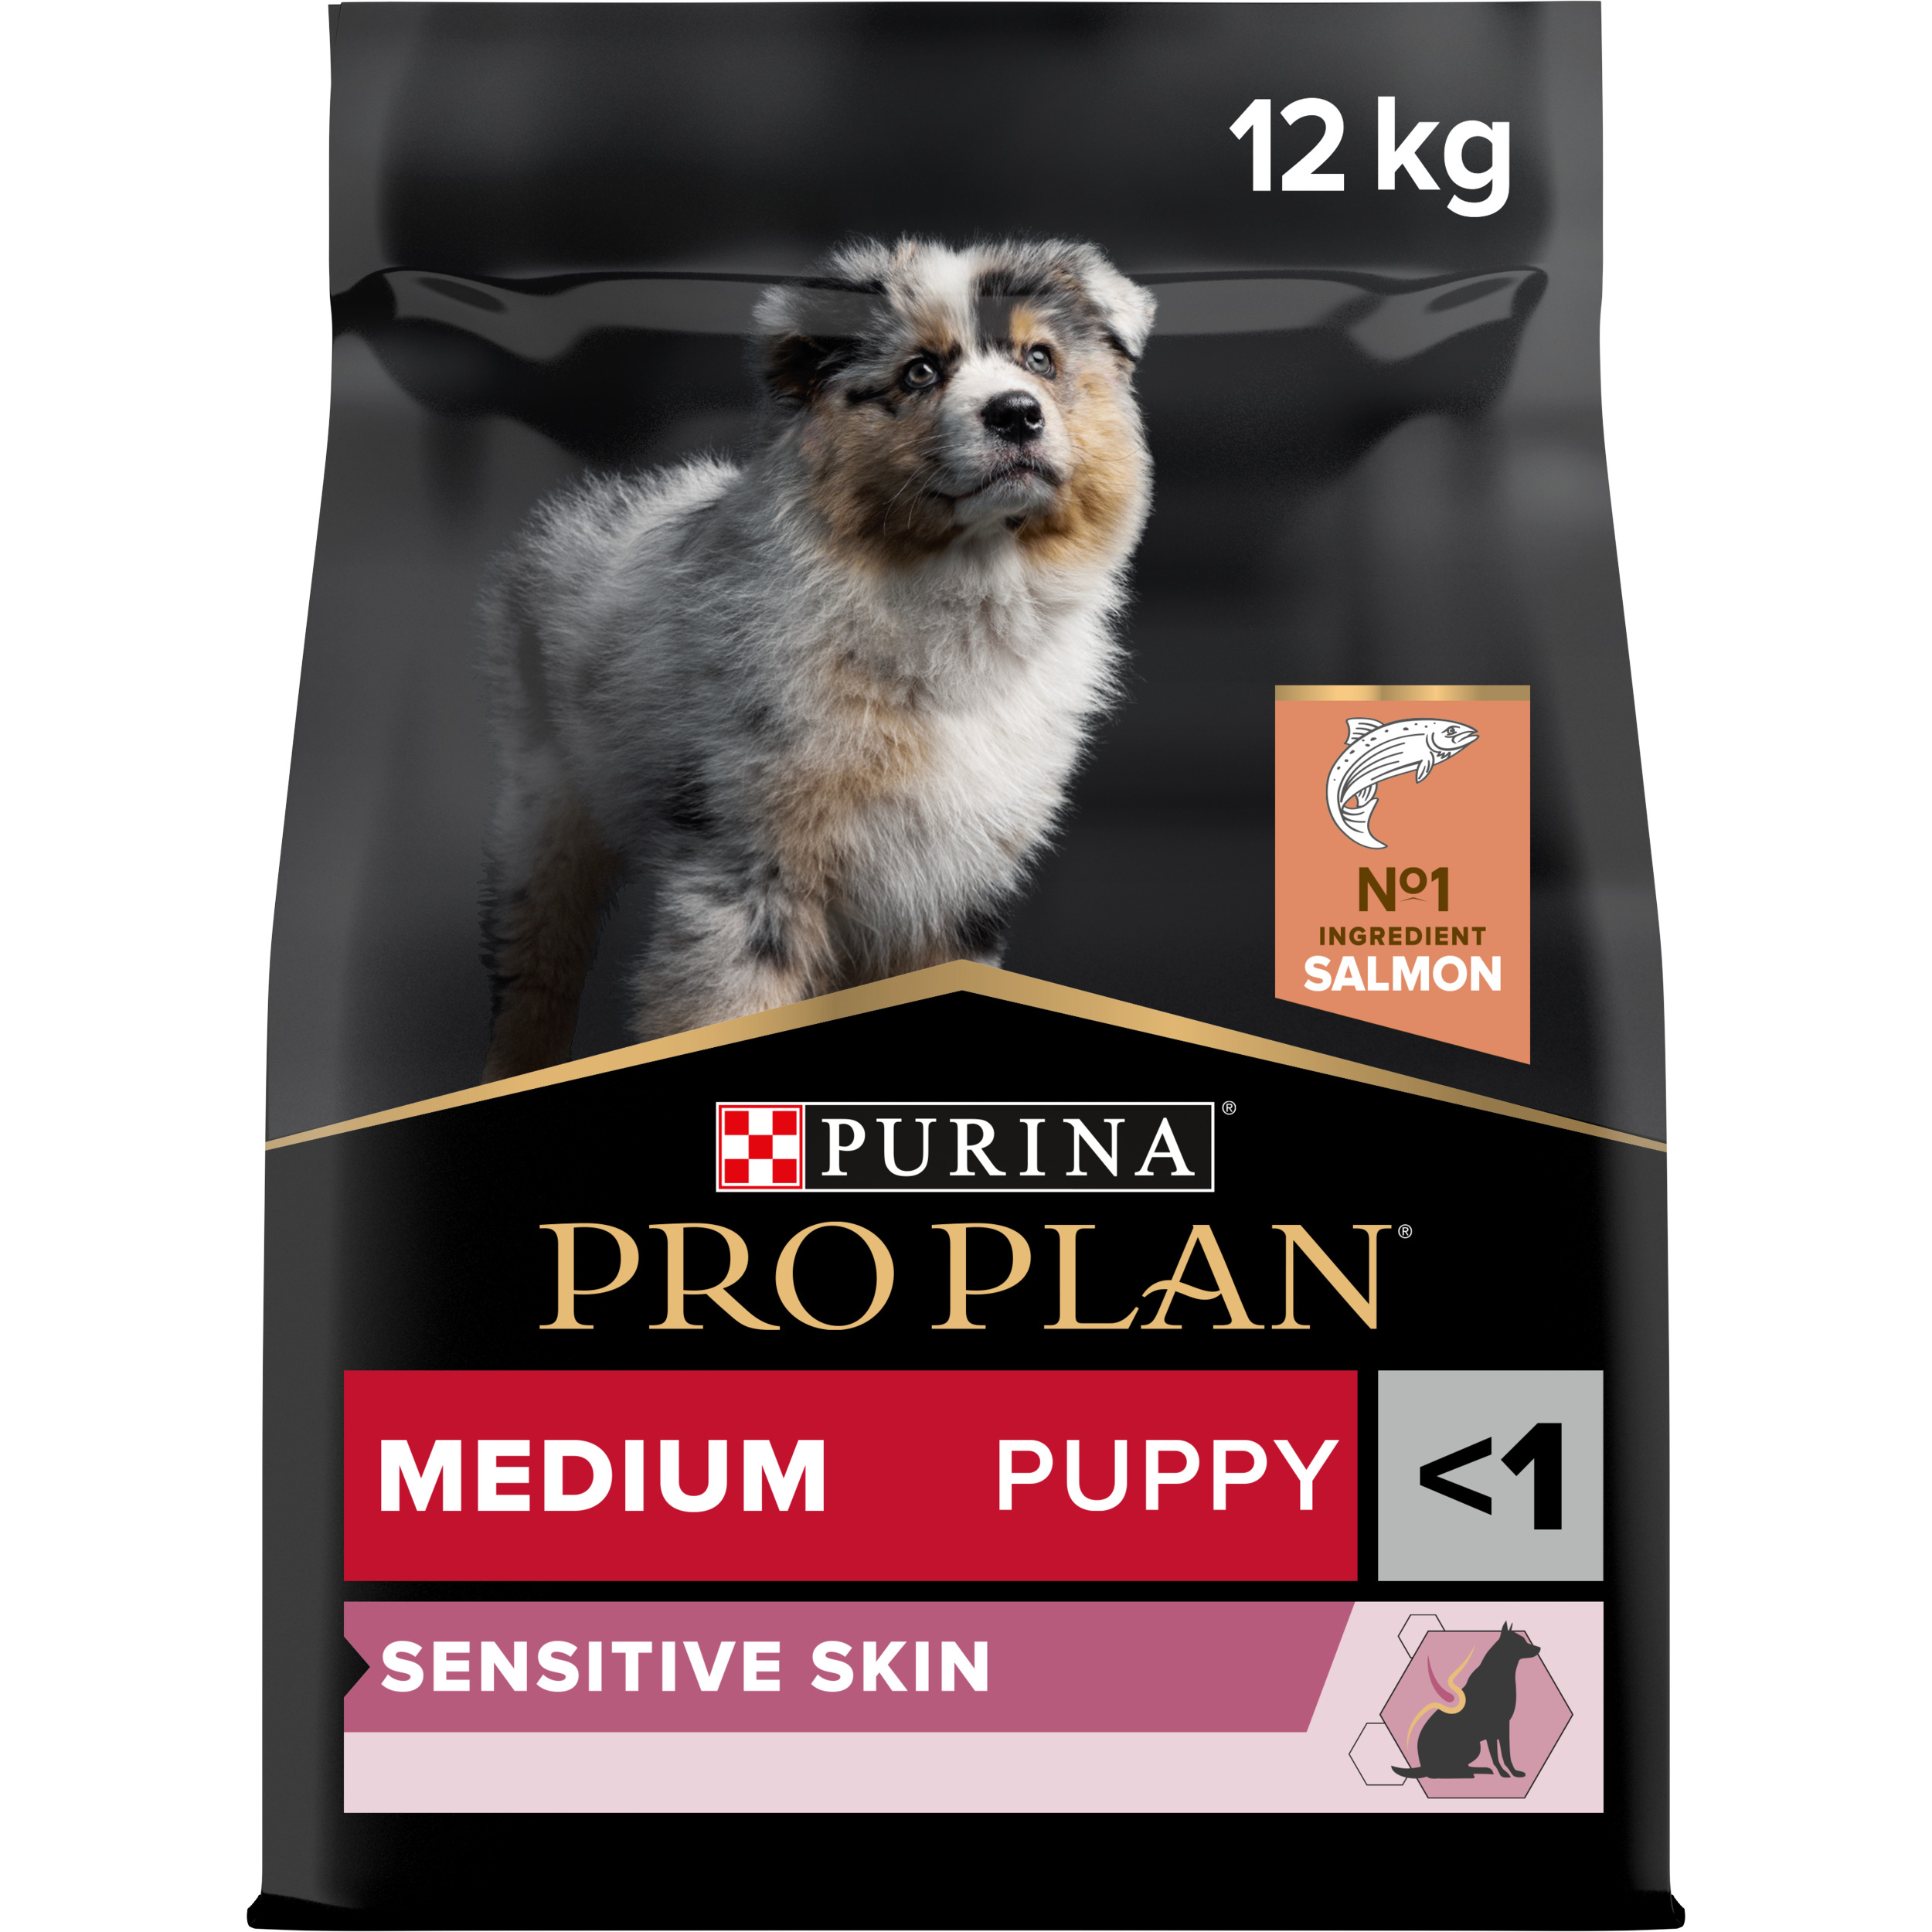 12 kg
Nº1
INGREDIENT
SALMON
PURINA®
PRO PLAN®
MEDIUM PUPPY <1
SENSITIVE SKIN